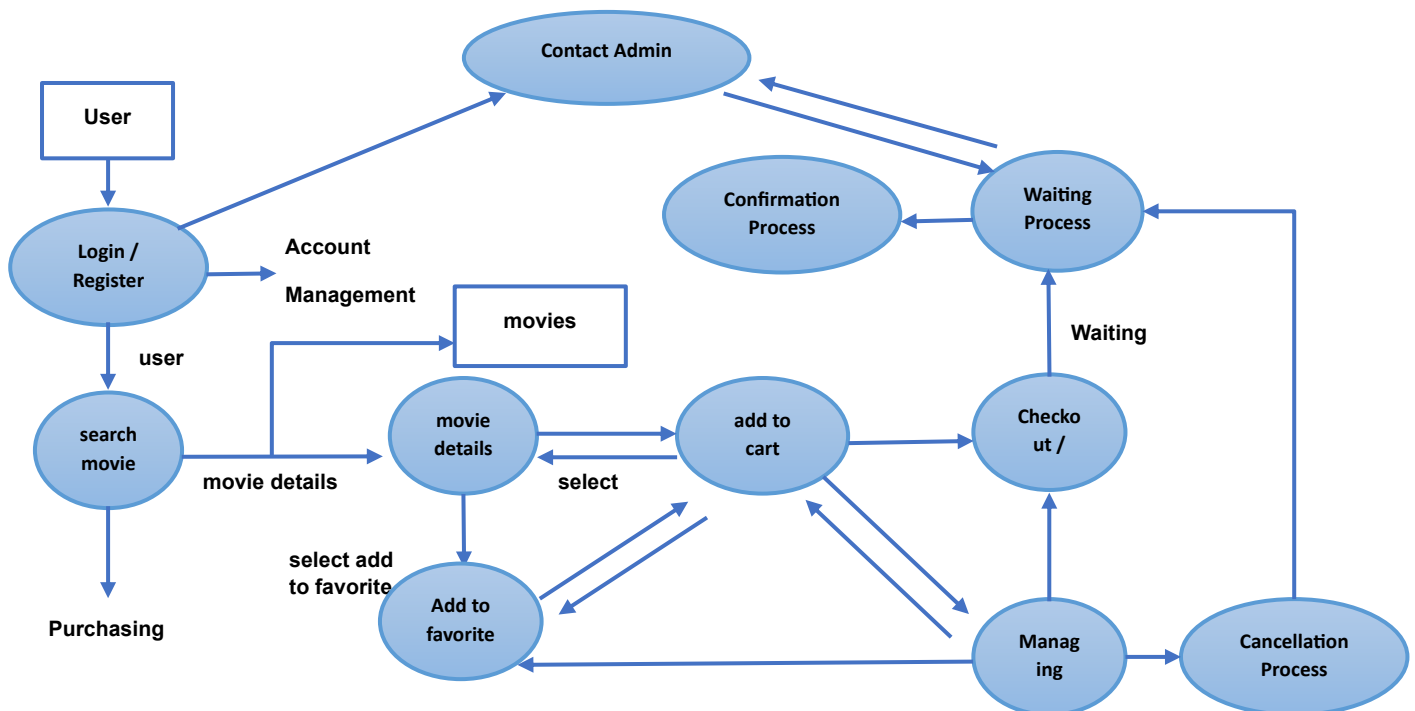 Contact Admin
User
Confirmation
Process
Waiting
Process
Login /
Register
Account
Management
movies
user
Waiting
search
movie
movie
details
add to
cart
Checko
ut /
movie details
select
select add
to favorite
Add to
favorite
Purchasing
Manag
ing
Cancellation
Process